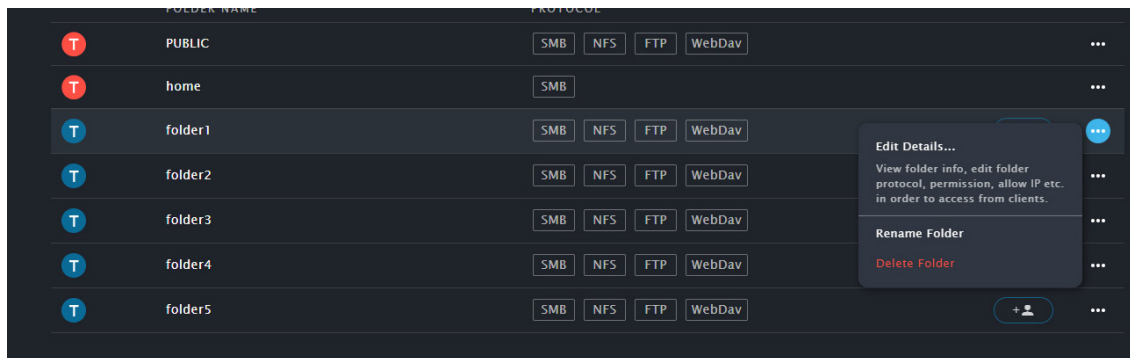 FOLDER NAME PROTOCOL
T PUBLIC SMB NFS FTP WebDav
T home SMB
T folder1 SMB NFS FTP WebDav
Edit Details...
View folder info, edit folder
protocol, permission, allow IP etc.
in order to access from clients.
Rename Folder
Delete Folder
T folder2 SMB NFS FTP WebDav
T folder3 SMB NFS FTP WebDav
T folder4 SMB NFS FTP WebDav
T folder5 SMB NFS FTP WebDav +